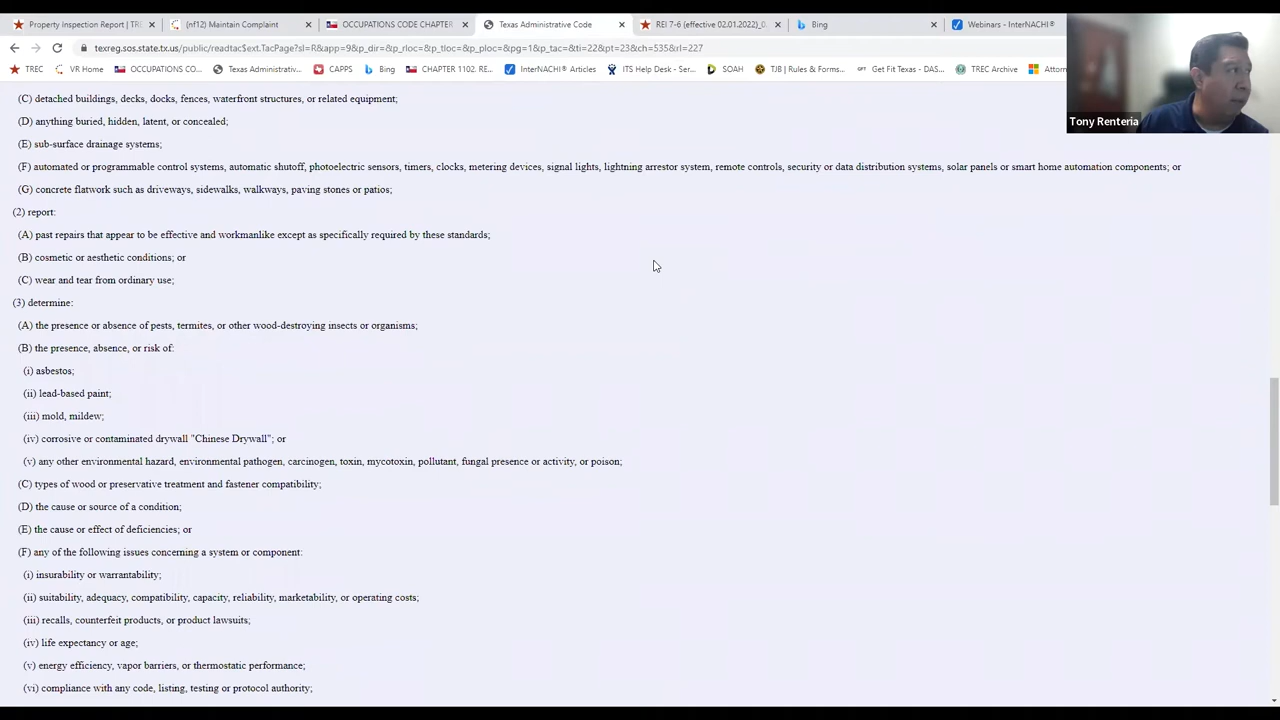 Property Inspection Report | TRE
(nf12) Maintain Complaint
OCCUPATIONS CODE CHAPTER
Texas Administrative Code
REI 7-6 (effective 02.01.2022)_0
Bing
Webinars - InterNACHI®
texreg.sos.state.tx.us/public/readtac$ext.TacPage?sl=R&app=9&p_dir=&p_rloc=&p_tloc=&p_ploc=&pg=1&p_tac=&ti=22&pt=23&ch=535&rl=227
TREC
VR Home
OCCUPATIONS CO...
Texas Administrativ...
CAPPS
Bing
CHAPTER 1102. RE...
InterNACHI® Articles
ITS Help Desk - Ser...
SOAH
TJB | Rules & Forms...
Get Fit Texas - DAS...
TREC Archive
Attorn
Tony Renteria
(C) detached buildings, decks, docks, fences, waterfront structures, or related equipment;
(D) anything buried, hidden, latent, or concealed;
(E) sub-surface drainage systems;
(F) automated or programmable control systems, automatic shutoff, photoelectric sensors, timers, clocks, metering devices, signal lights, lightning arrestor system, remote controls, security or data distribution systems, solar panels or smart home automation components; or
(G) concrete flatwork such as driveways, sidewalks, walkways, paving stones or patios;
(2) report:
(A) past repairs that appear to be effective and workmanlike except as specifically required by these standards;
(B) cosmetic or aesthetic conditions; or
(C) wear and tear from ordinary use;
(3) determine:
(A) the presence or absence of pests, termites, or other wood-destroying insects or organisms;
(B) the presence, absence, or risk of:
(i) asbestos;
(ii) lead-based paint;
(iii) mold, mildew;
(iv) corrosive or contaminated drywall "Chinese Drywall"; or
(v) any other environmental hazard, environmental pathogen, carcinogen, toxin, mycotoxin, pollutant, fungal presence or activity, or poison;
(C) types of wood or preservative treatment and fastener compatibility;
(D) the cause or source of a condition;
(E) the cause or effect of deficiencies; or
(F) any of the following issues concerning a system or component:
(i) insurability or warrantability;
(ii) suitability, adequacy, compatibility, capacity, reliability, marketability, or operating costs;
(iii) recalls, counterfeit products, or product lawsuits;
(iv) life expectancy or age;
(v) energy efficiency, vapor barriers, or thermostatic performance;
(vi) compliance with any code, listing, testing or protocol authority;